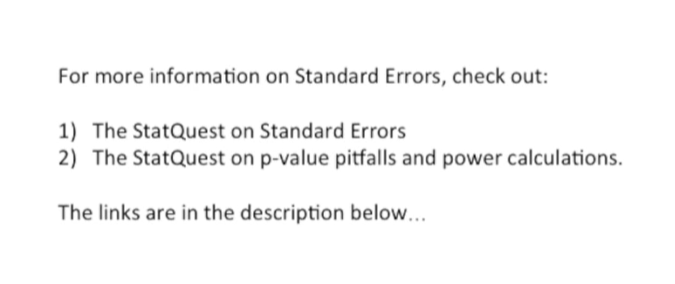 For more information on Standard Errors, check out:
1) The StatQuest on Standard Errors
2) The StatQuest on p-value pitfalls and power calculations.
The links are in the description below...